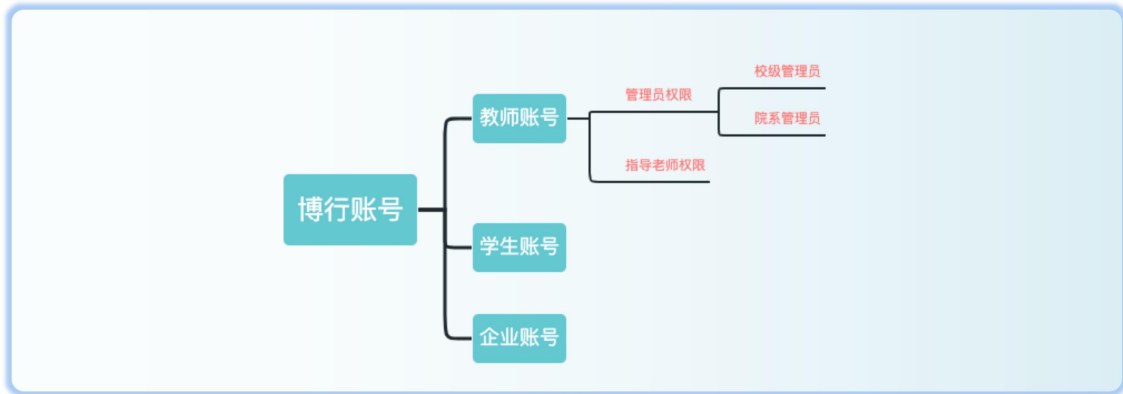 校级管理员
管理员权限
教师账号
院系管理员
指导老师权限
博行账号
学生账号
企业账号